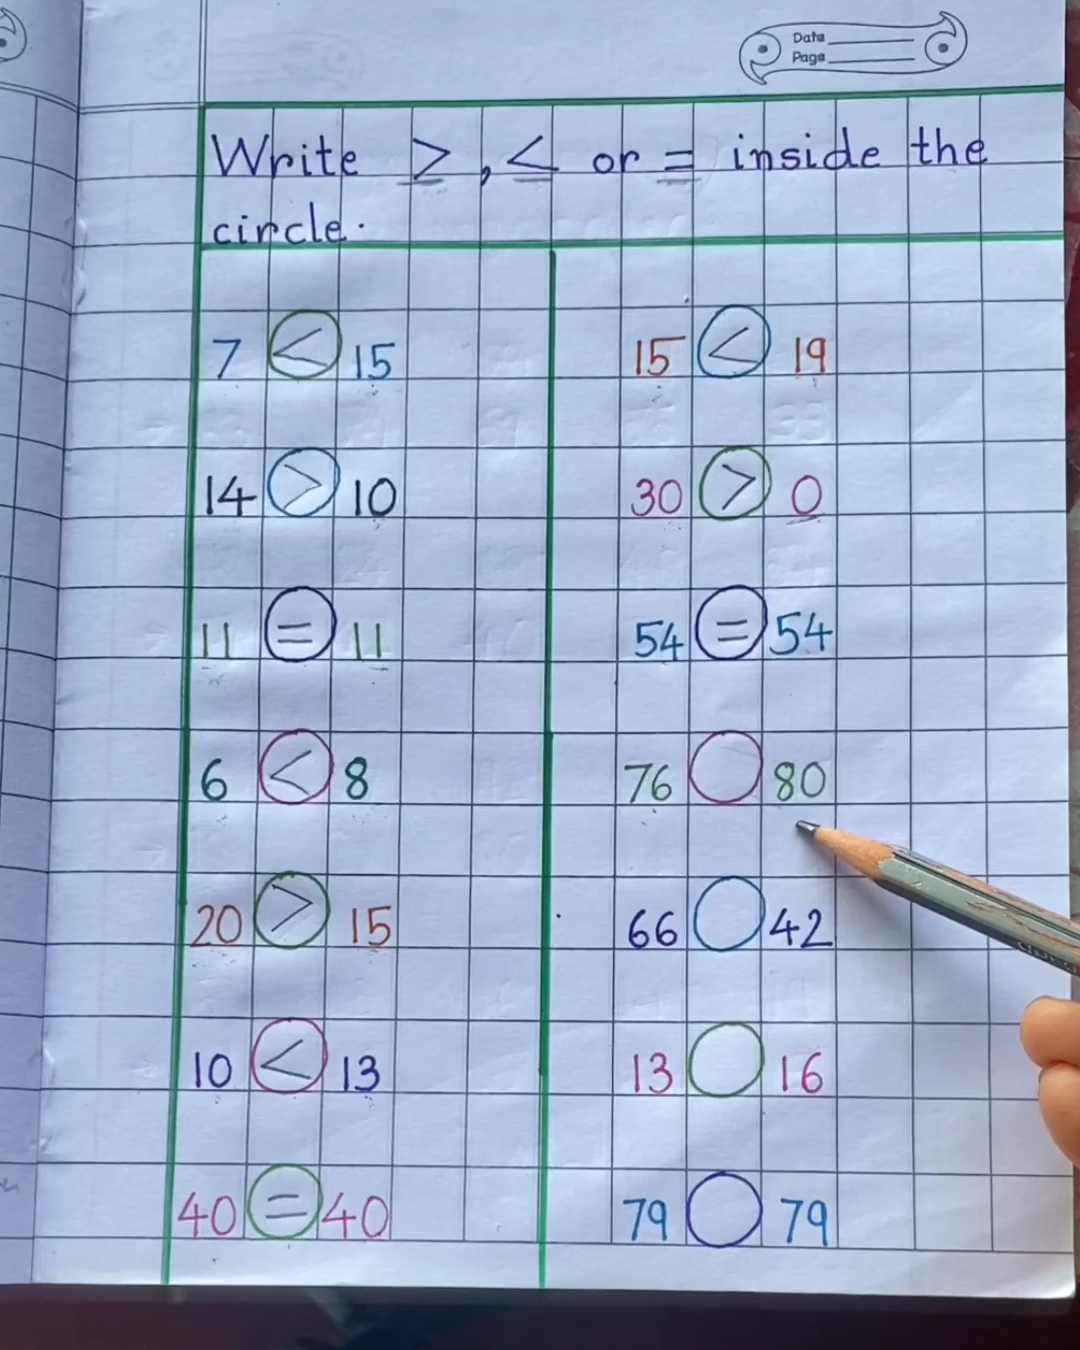 Data
Page
Write >, < or = inside the
circle.
7 < 15
14 > 10
11 = 11
6 < 8
20 > 15
10 < 13
40 = 40
15 < 19
30 > 0
54 = 54
76 80
66 42
13 16
79 79